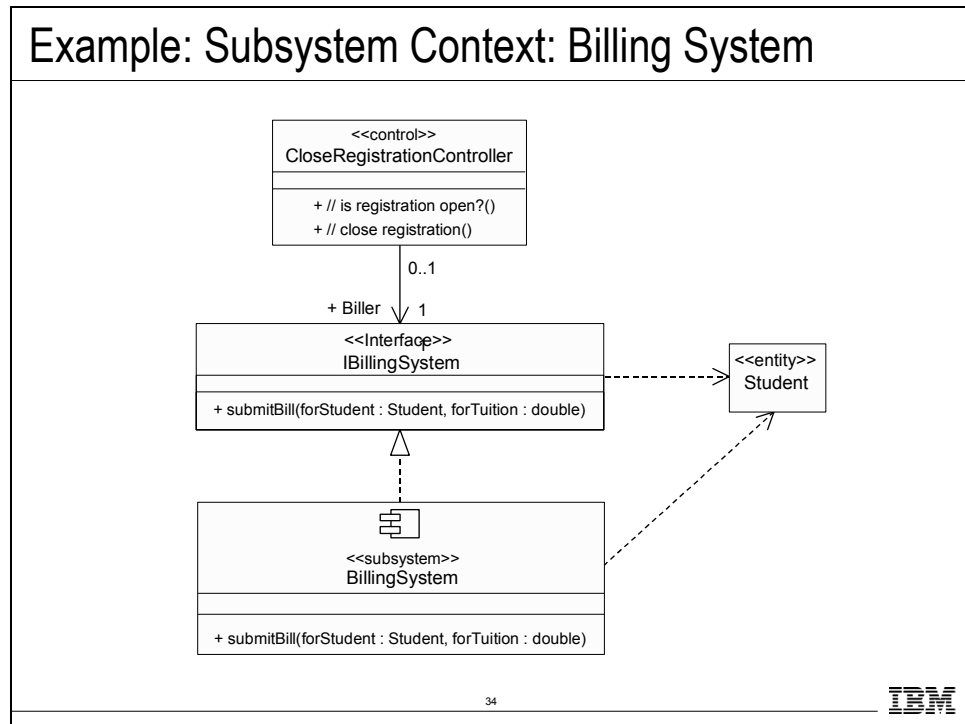 Example: Subsystem Context: Billing System
<<control>>
CloseRegistrationController
+ // is registration open?()
+ // close registration()
0..1
+ Biller
1
<<Interface>>
IBillingSystem
+ submitBill(forStudent : Student, forTuition : double)
<<entity>>
Student
<<subsystem>>
BillingSystem
+ submitBill(forStudent : Student, forTuition : double)
34
IBM